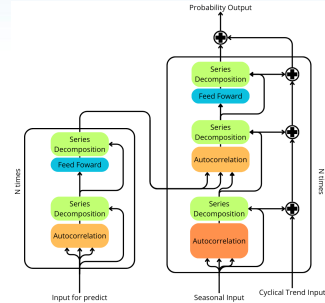 Probability Output
Series
Decomposition
Feed Foward
Series
Decomposition
Autocorrelation
Series
Decomposition
Autocorrelation
N times
Seasonal Input
Cyclical Trend Input
Series
Decomposition
Feed Foward
Series
Decomposition
Autocorrelation
N times
Input for predict